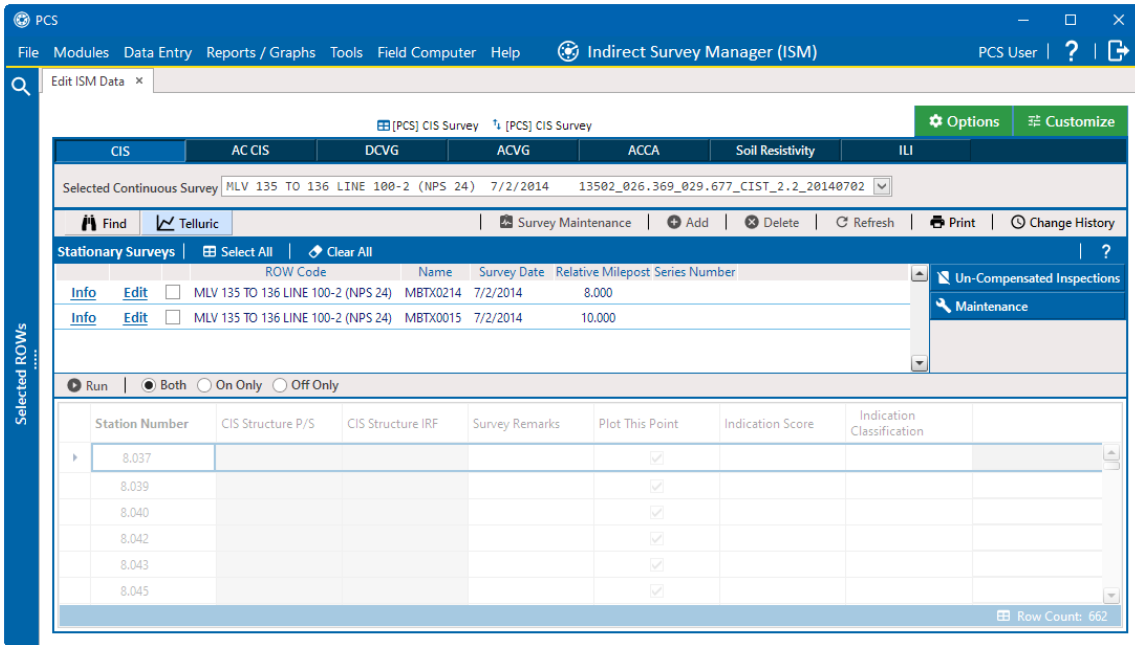 PCS
File Modules Data Entry Reports / Graphs Tools Field Computer Help Indirect Survey Manager (ISM) PCS User | ? |
Edit ISM Data ×
[PCS] CIS Survey [PCS] CIS Survey
Options Customize
CIS AC CIS DCVG ACVG ACCA Soil Resistivity ILI
Selected Continuous Survey MLV 135 TO 136 LINE 100-2 (NPS 24) 7/2/2014 13502_026.369_029.677_CIST_2.2_20140702
Find Telluric | Survey Maintenance | Add | Delete | Refresh | Print | Change History
Stationary Surveys | Select All | Clear All | ?
ROW Code Name Survey Date Relative Milepost Series Number
Info Edit MLV 135 TO 136 LINE 100-2 (NPS 24) MBTX0214 7/2/2014 8.000
Info Edit MLV 135 TO 136 LINE 100-2 (NPS 24) MBTX0015 7/2/2014 10.000
Un-Compensated Inspections
Maintenance
Selected ROWs
Run | Both On Only Off Only
Station Number CIS Structure P/S CIS Structure IRF Survey Remarks Plot This Point Indication Score Indication Classification
8.037
8.039
8.040
8.042
8.043
8.045
Row Count: 662